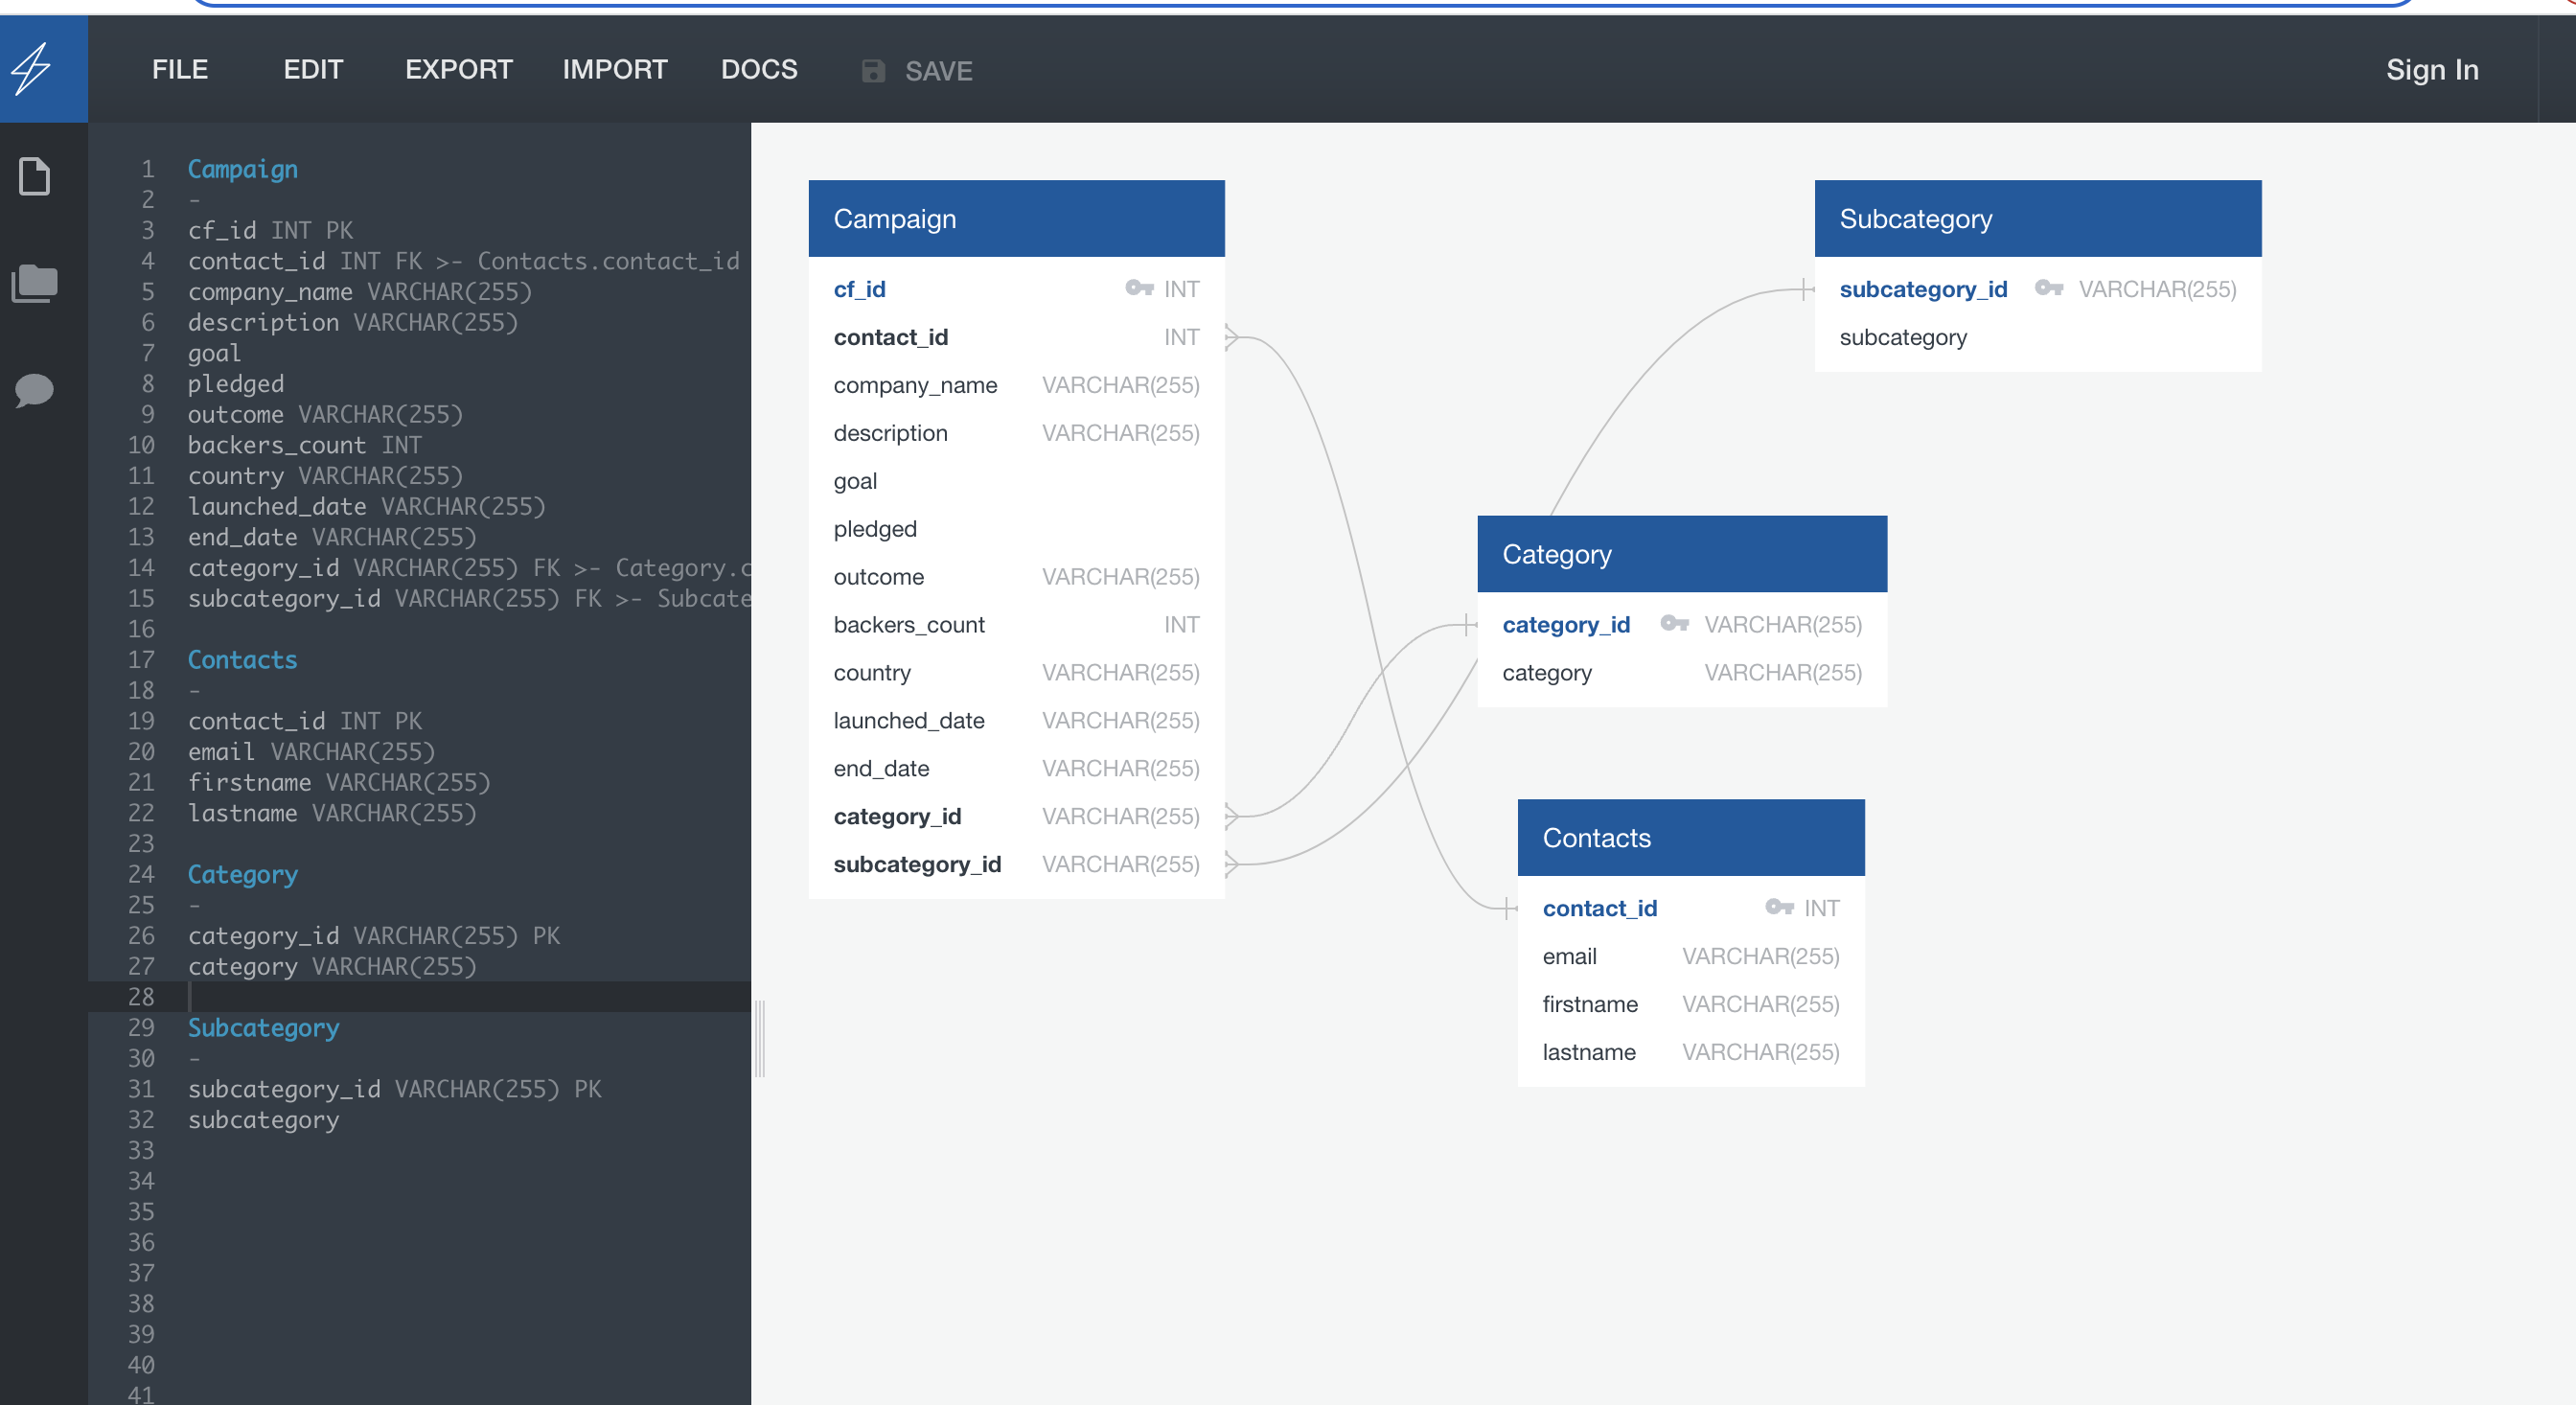 FILE EDIT EXPORT IMPORT DOCS SAVE Sign In
1 Campaign
2 -
3 cf_id INT PK
4 contact_id INT FK >- Contacts.contact_id
5 company_name VARCHAR(255)
6 description VARCHAR(255)
7 goal
8 pledged
9 outcome VARCHAR(255)
10 backers_count INT
11 country VARCHAR(255)
12 launched_date VARCHAR(255)
13 end_date VARCHAR(255)
14 category_id VARCHAR(255) FK >- Category.c
15 subcategory_id VARCHAR(255) FK >- Subcate
16
17 Contacts
18 -
19 contact_id INT PK
20 email VARCHAR(255)
21 firstname VARCHAR(255)
22 lastname VARCHAR(255)
23
24 Category
25 -
26 category_id VARCHAR(255) PK
27 category VARCHAR(255)
28
29 Subcategory
30 -
31 subcategory_id VARCHAR(255) PK
32 subcategory
33
34
35
36
37
38
39
40
41
Campaign
cf_id INT
contact_id INT
company_name VARCHAR(255)
description VARCHAR(255)
goal
pledged
outcome VARCHAR(255)
backers_count INT
country VARCHAR(255)
launched_date VARCHAR(255)
end_date VARCHAR(255)
category_id VARCHAR(255)
subcategory_id VARCHAR(255)
Subcategory
subcategory_id VARCHAR(255)
subcategory
Category
category_id VARCHAR(255)
category VARCHAR(255)
Contacts
contact_id INT
email VARCHAR(255)
firstname VARCHAR(255)
lastname VARCHAR(255)